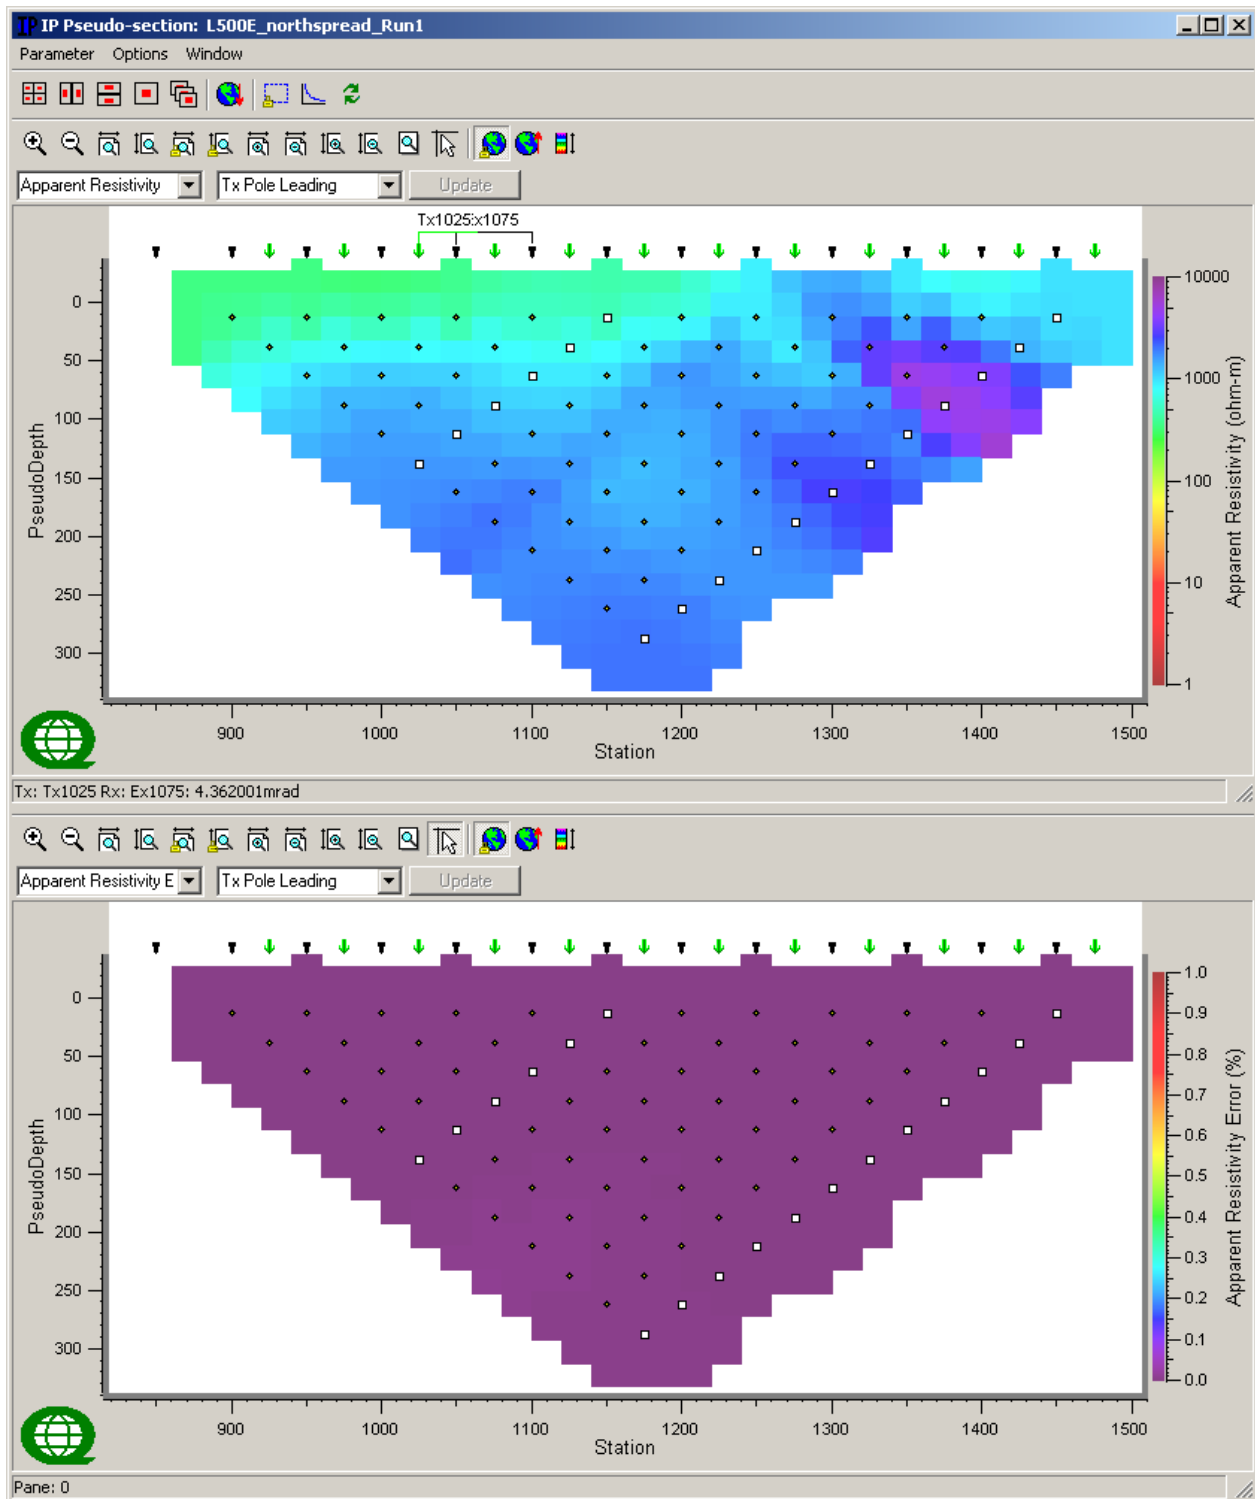 IP Pseudo-section: L500E_northspread_Run1
Parameter Options Window
Apparent Resistivity Tx Pole Leading Update
Tx1025:x1075
0
50
100
150
200
250
300
PseudoDepth
900 1000 1100 1200 1300 1400 1500
Station
10000
1000
100
10
1
Apparent Resistivity (ohm-m)
Tx: Tx1025 Rx: Ex1075: 4.362001mrad
Apparent Resistivity E Tx Pole Leading Update
0
50
100
150
200
250
300
PseudoDepth
900 1000 1100 1200 1300 1400 1500
Station
1.0
0.9
0.8
0.7
0.6
0.5
0.4
0.3
0.2
0.1
0.0
Apparent Resistivity Error (%)
Pane: 0